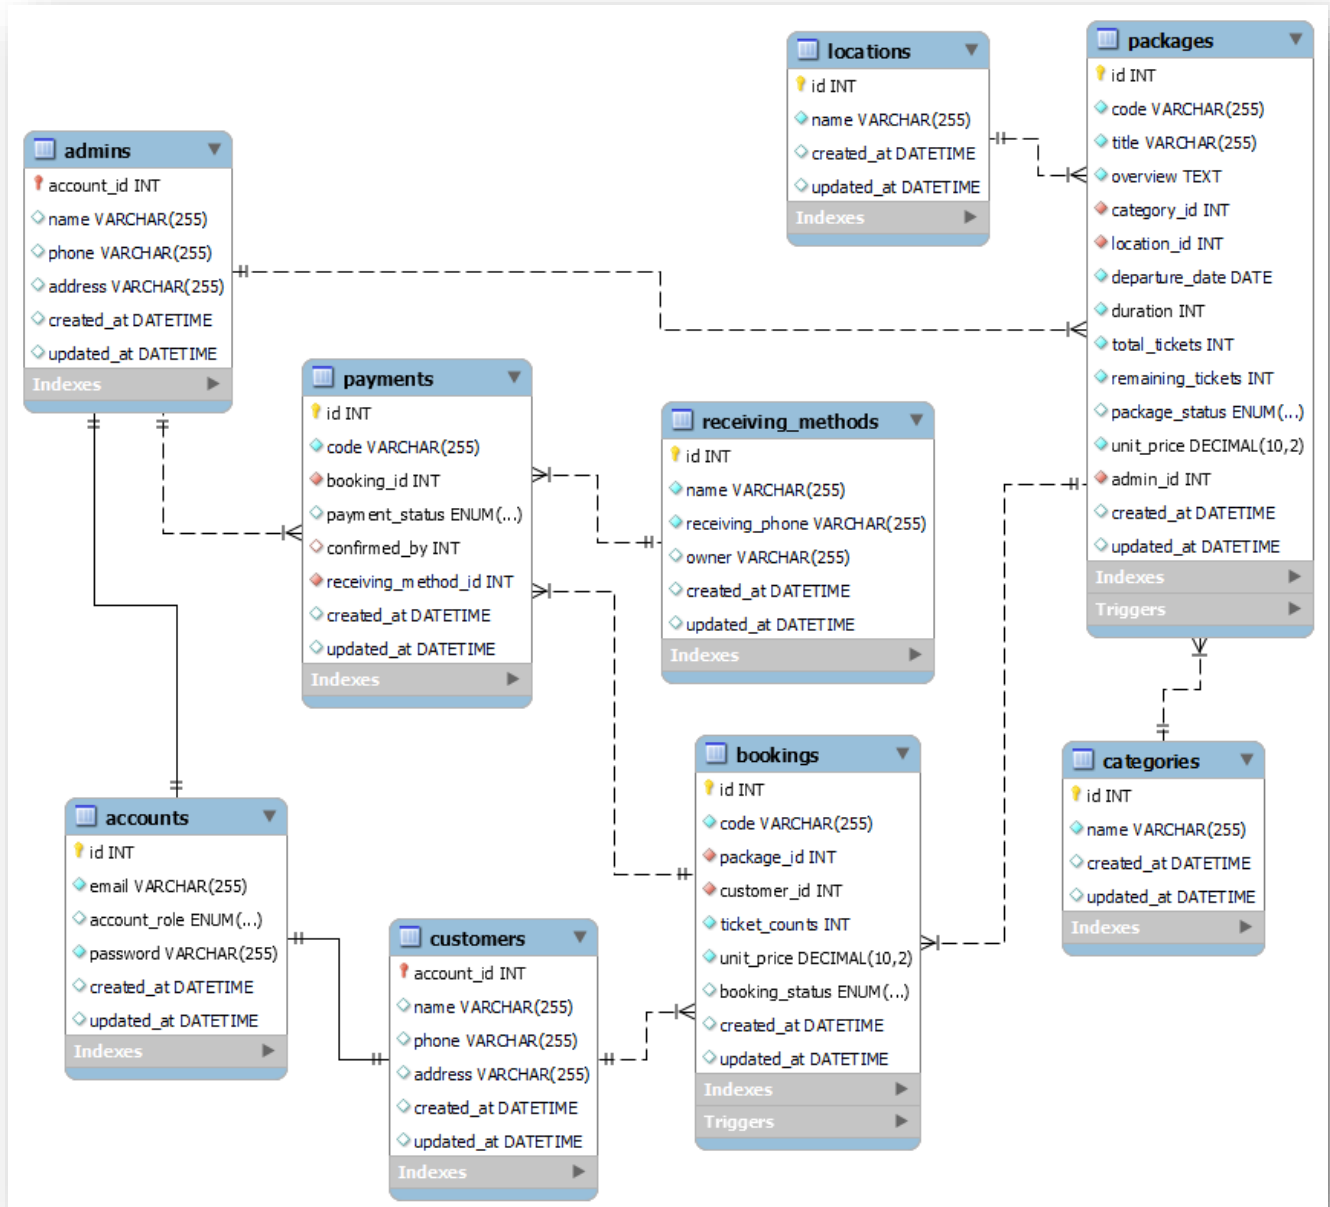 locations
id INT
name VARCHAR(255)
created_at DATETIME
updated_at DATETIME
Indexes
packages
id INT
code VARCHAR(255)
title VARCHAR(255)
overview TEXT
category_id INT
location_id INT
departure_date DATE
duration INT
total_tickets INT
remaining_tickets INT
package_status ENUM(...)
unit_price DECIMAL(10,2)
admin_id INT
created_at DATETIME
updated_at DATETIME
Indexes
Triggers
admins
account_id INT
name VARCHAR(255)
phone VARCHAR(255)
address VARCHAR(255)
created_at DATETIME
updated_at DATETIME
Indexes
payments
id INT
code VARCHAR(255)
booking_id INT
payment_status ENUM(...)
confirmed_by INT
receiving_method_id INT
created_at DATETIME
updated_at DATETIME
Indexes
receiving_methods
id INT
name VARCHAR(255)
receiving_phone VARCHAR(255)
owner VARCHAR(255)
created_at DATETIME
updated_at DATETIME
Indexes
bookings
id INT
code VARCHAR(255)
package_id INT
customer_id INT
ticket_counts INT
unit_price DECIMAL(10,2)
booking_status ENUM(...)
created_at DATETIME
updated_at DATETIME
Indexes
Triggers
categories
id INT
name VARCHAR(255)
created_at DATETIME
updated_at DATETIME
Indexes
accounts
id INT
email VARCHAR(255)
account_role ENUM(...)
password VARCHAR(255)
created_at DATETIME
updated_at DATETIME
Indexes
customers
account_id INT
name VARCHAR(255)
phone VARCHAR(255)
address VARCHAR(255)
created_at DATETIME
updated_at DATETIME
Indexes